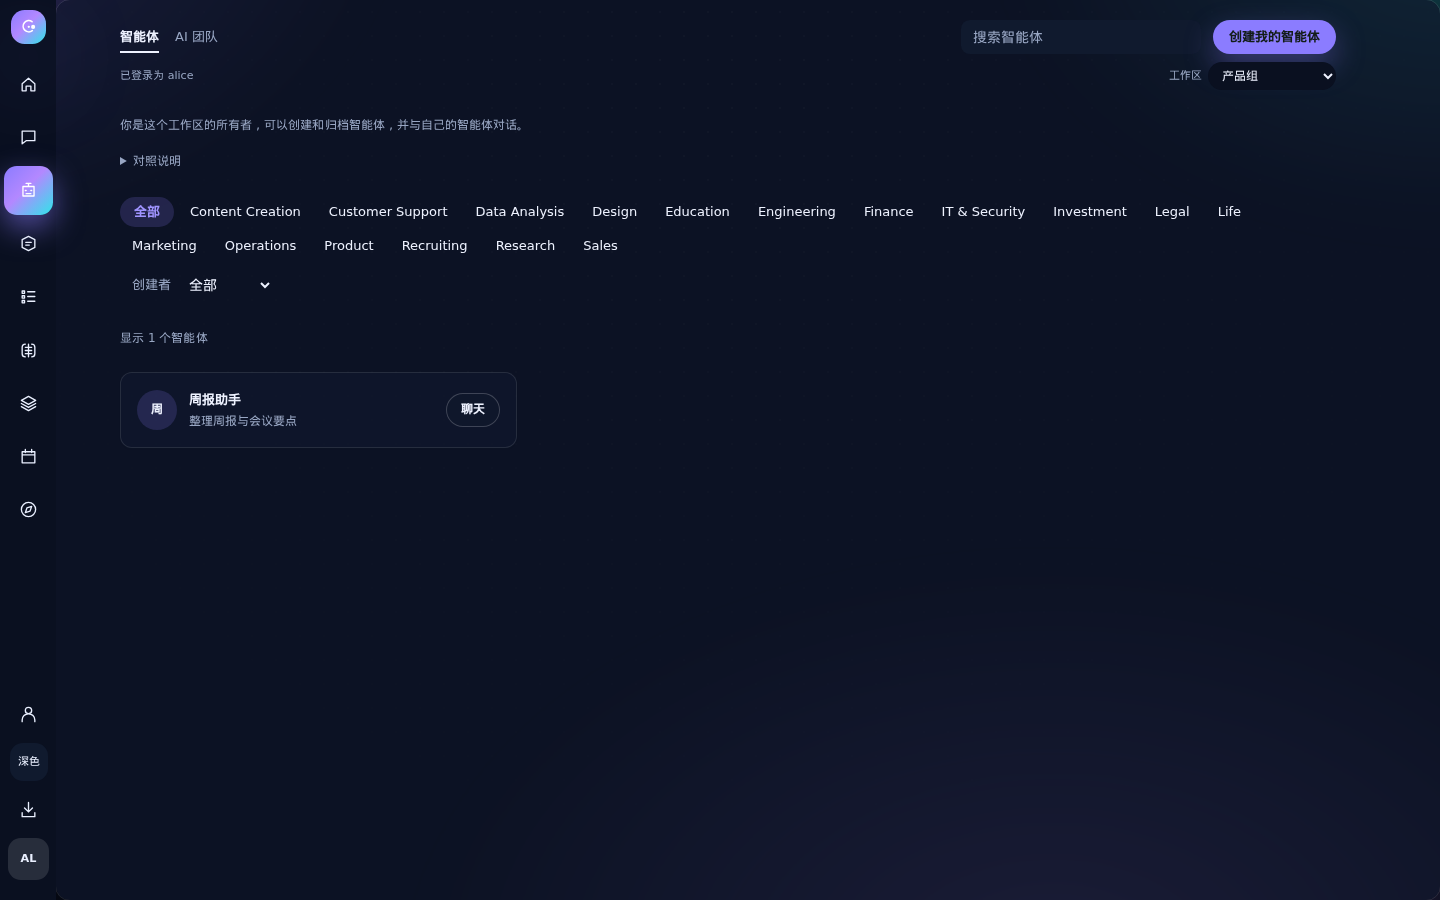 智能体 AI 团队 搜索智能体 创建我的智能体
已登录为 alice 工作区 产品组
你是这个工作区的所有者，可以创建和归档智能体，并与自己的智能体对话。
▶ 对照说明
全部 Content Creation Customer Support Data Analysis Design Education Engineering Finance IT & Security Investment Legal Life
Marketing Operations Product Recruiting Research Sales
创建者 全部
显示 1 个智能体
周 周报助手 聊天
整理周报与会议要点
深色
AL